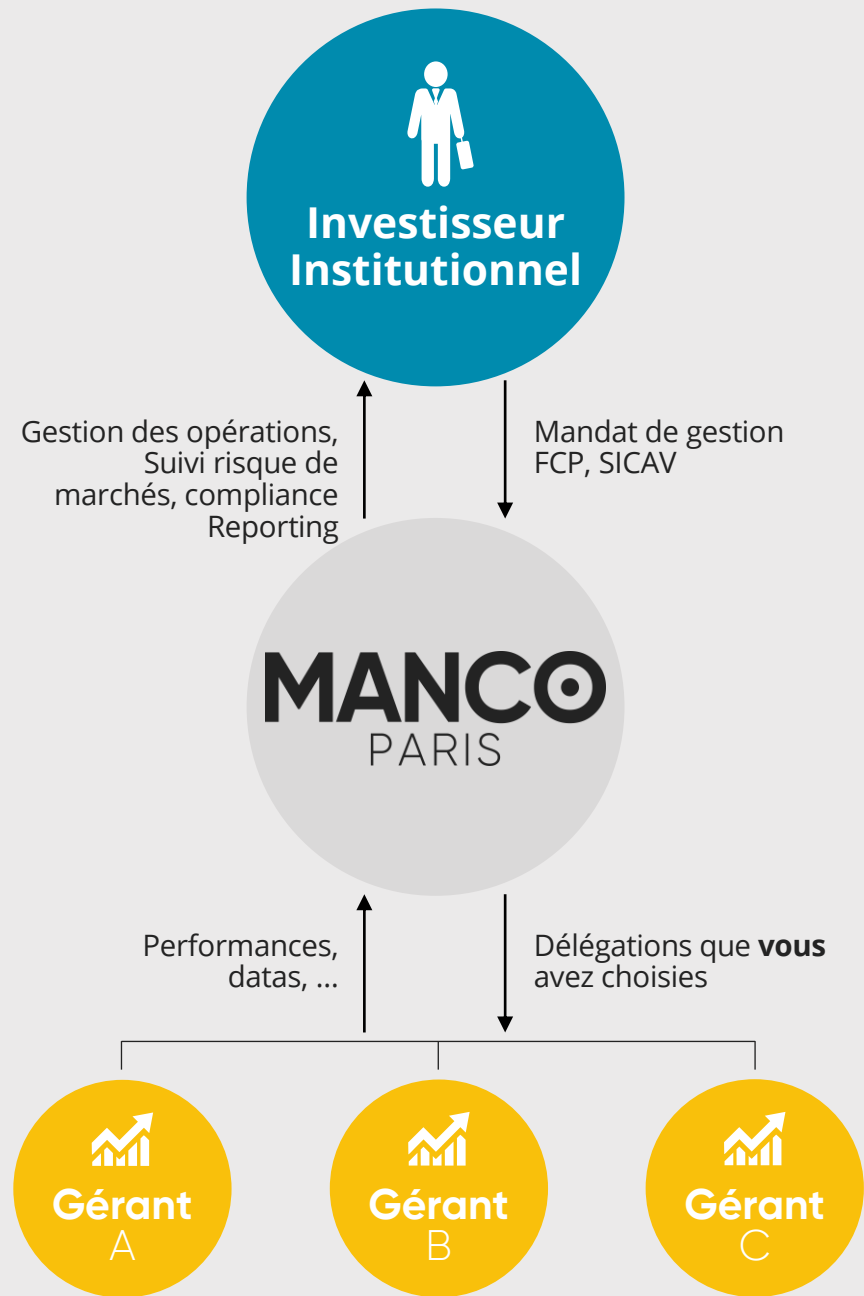 Investisseur
Institutionnel
Gestion des opérations,
Suivi risque de
marchés, compliance
Reporting
Mandat de gestion
FCP, SICAV
MANCO
PARIS
Performances,
datas, ...
Délégations que vous
avez choisies
Gérant
A
Gérant
B
Gérant
C